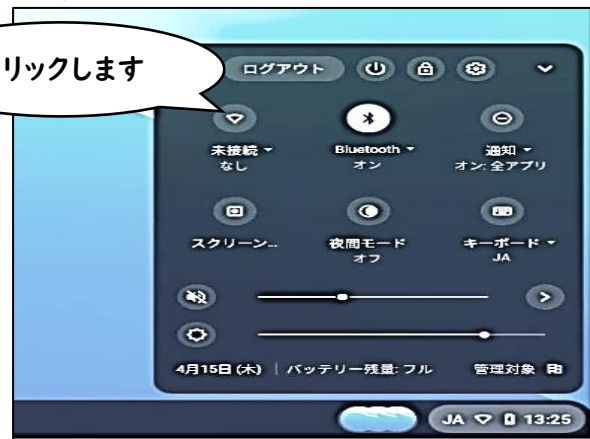 リックします
ログアウト
未接続
なし
Bluetooth
オン
通知
オン: 全アプリ
スクリーン...
夜間モード
オフ
キーボード
JA
4月15日 (木) | バッテリー残量: フル 管理対象
JA 13:25